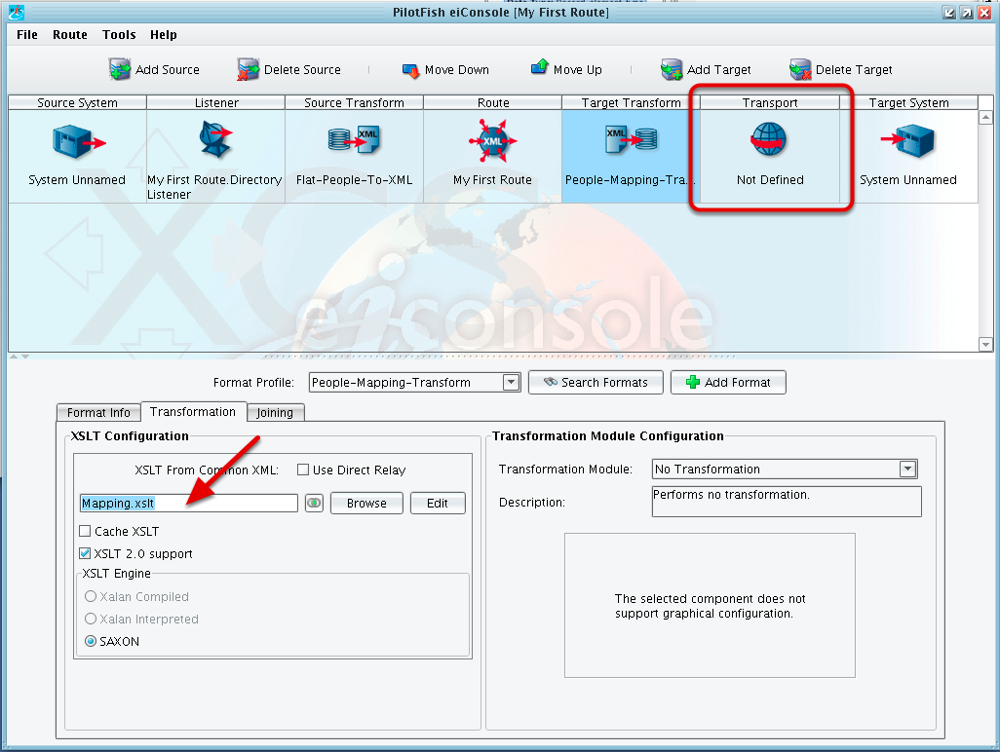 PilotFish eiConsole [My First Route]
File Route Tools Help
Add Source Delete Source Move Down Move Up Add Target Delete Target
Source System Listener Source Transform Route Target Transform Transport Target System
XML XML XML
System Unnamed My First Route.Directory Listener Flat-People-To-XML My First Route People-Mapping-Tra... Not Defined System Unnamed
XCS
eiconsole
Format Profile: People-Mapping-Transform Search Formats Add Format
Format Info Transformation Joining
XSLT Configuration
XSLT From Common XML: Use Direct Relay
Mapping.xslt Browse Edit
Cache XSLT
XSLT 2.0 support
XSLT Engine
Xalan Compiled
Xalan Interpreted
SAXON
Transformation Module Configuration
Transformation Module: No Transformation
Description: Performs no transformation.
The selected component does not
support graphical configuration.